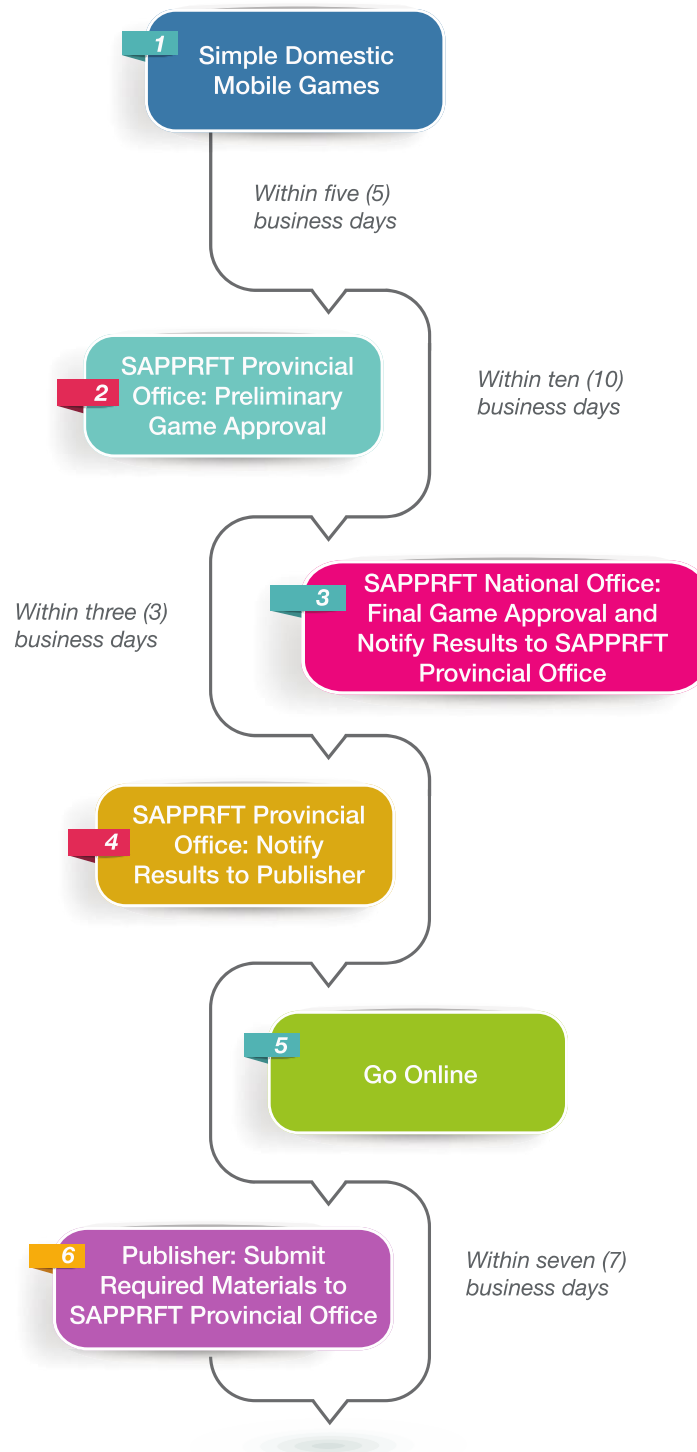 1
Simple Domestic
Mobile Games
Within five (5)
business days
2
SAPPRFT Provincial
Office: Preliminary
Game Approval
Within ten (10)
business days
3
SAPPRFT National Office:
Final Game Approval and
Notify Results to SAPPRFT
Provincial Office
Within three (3)
business days
4
SAPPRFT Provincial
Office: Notify
Results to Publisher
5
Go Online
6
Publisher: Submit
Required Materials to
SAPPRFT Provincial Office
Within seven (7)
business days